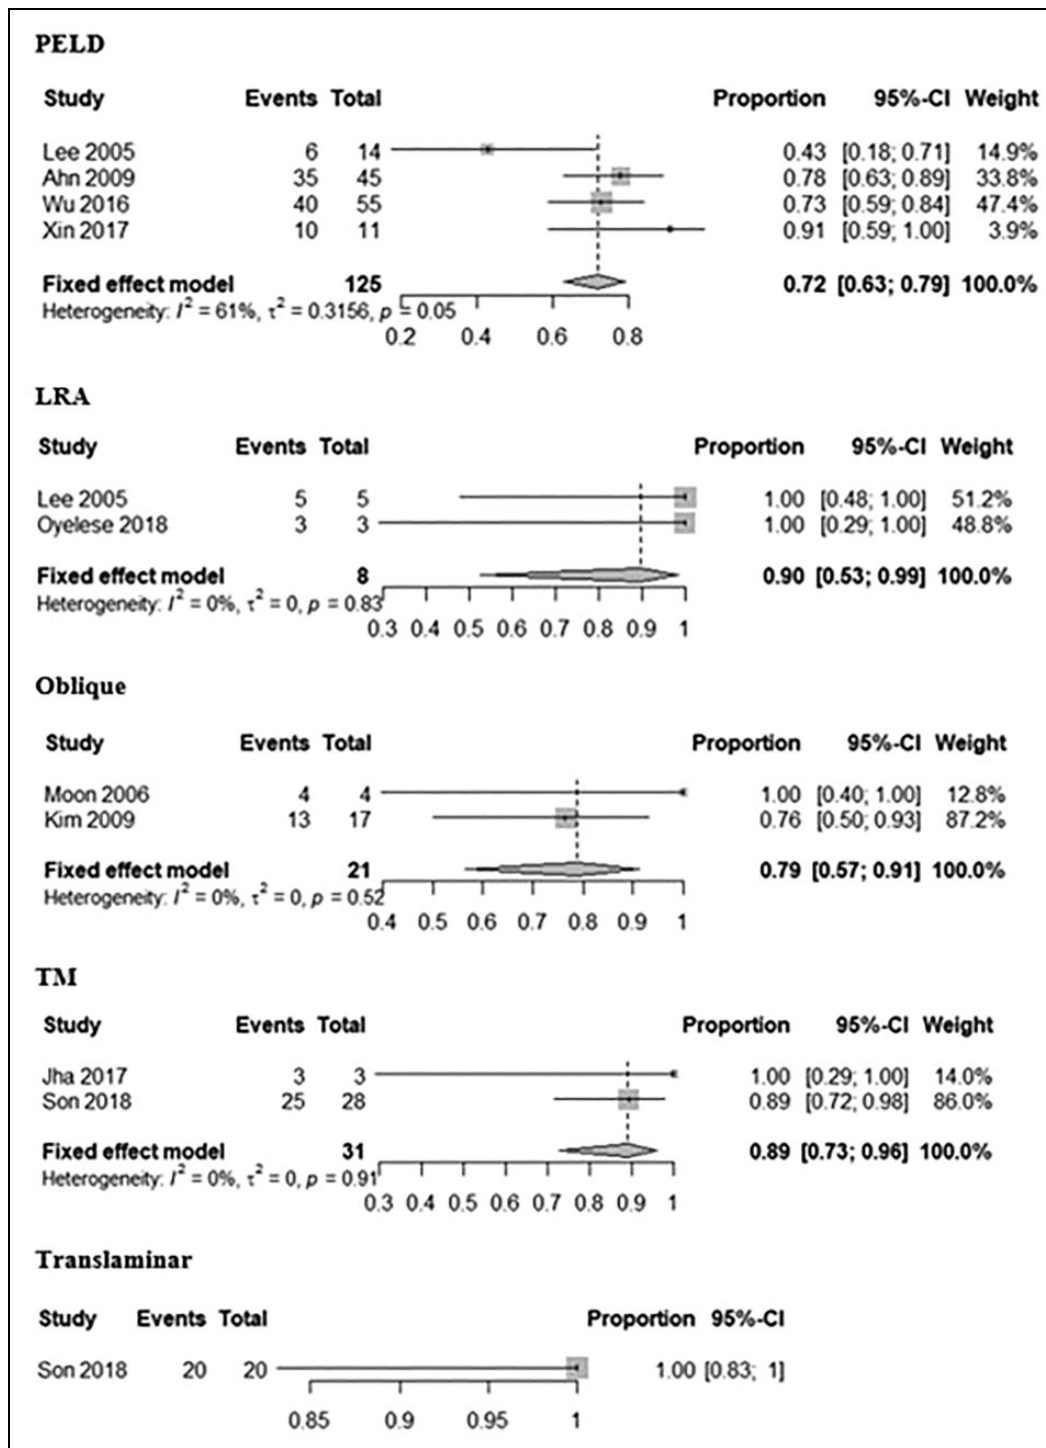 PELD
Study Events Total Proportion 95%-CI Weight
Lee 2005 6 14 0.43 [0.18; 0.71] 14.9%
Ahn 2009 35 45 0.78 [0.63; 0.89] 33.8%
Wu 2016 40 55 0.73 [0.59; 0.84] 47.4%
Xin 2017 10 11 0.91 [0.59; 1.00] 3.9%
Fixed effect model 125 0.72 [0.63; 0.79] 100.0%
Heterogeneity: I² = 61%, τ² = 0.3156, p = 0.05
0.2 0.4 0.6 0.8
LRA
Study Events Total Proportion 95%-CI Weight
Lee 2005 5 5 1.00 [0.48; 1.00] 51.2%
Oyelese 2018 3 3 1.00 [0.29; 1.00] 48.8%
Fixed effect model 8 0.90 [0.53; 0.99] 100.0%
Heterogeneity: I² = 0%, τ² = 0, p = 0.83
0.3 0.4 0.5 0.6 0.7 0.8 0.9 1
Oblique
Study Events Total Proportion 95%-CI Weight
Moon 2006 4 4 1.00 [0.40; 1.00] 12.8%
Kim 2009 13 17 0.76 [0.50; 0.93] 87.2%
Fixed effect model 21 0.79 [0.57; 0.91] 100.0%
Heterogeneity: I² = 0%, τ² = 0, p = 0.52
0.4 0.5 0.6 0.7 0.8 0.9 1
TM
Study Events Total Proportion 95%-CI Weight
Jha 2017 3 3 1.00 [0.29; 1.00] 14.0%
Son 2018 25 28 0.89 [0.72; 0.98] 86.0%
Fixed effect model 31 0.89 [0.73; 0.96] 100.0%
Heterogeneity: I² = 0%, τ² = 0, p = 0.91
0.3 0.4 0.5 0.6 0.7 0.8 0.9 1
Translaminar
Study Events Total Proportion 95%-CI
Son 2018 20 20 1.00 [0.83; 1]
0.85 0.9 0.95 1